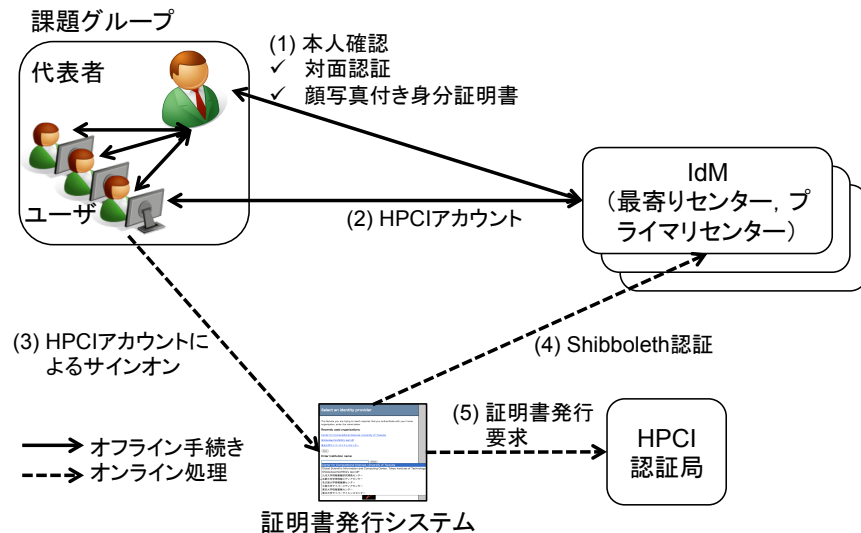 課題グループ
代表者
ユーザ
(1) 本人確認
✓ 対面認証
✓ 顔写真付き身分証明書
(2) HPCIアカウント
IdM
(最寄りセンター, プ
ライマリセンター)
(3) HPCIアカウントに
よるサインオン
(4) Shibboleth認証
(5) 証明書発行
要求
HPCI
認証局
Select an identity provider
オフライン手続き
オンライン処理
証明書発行システム